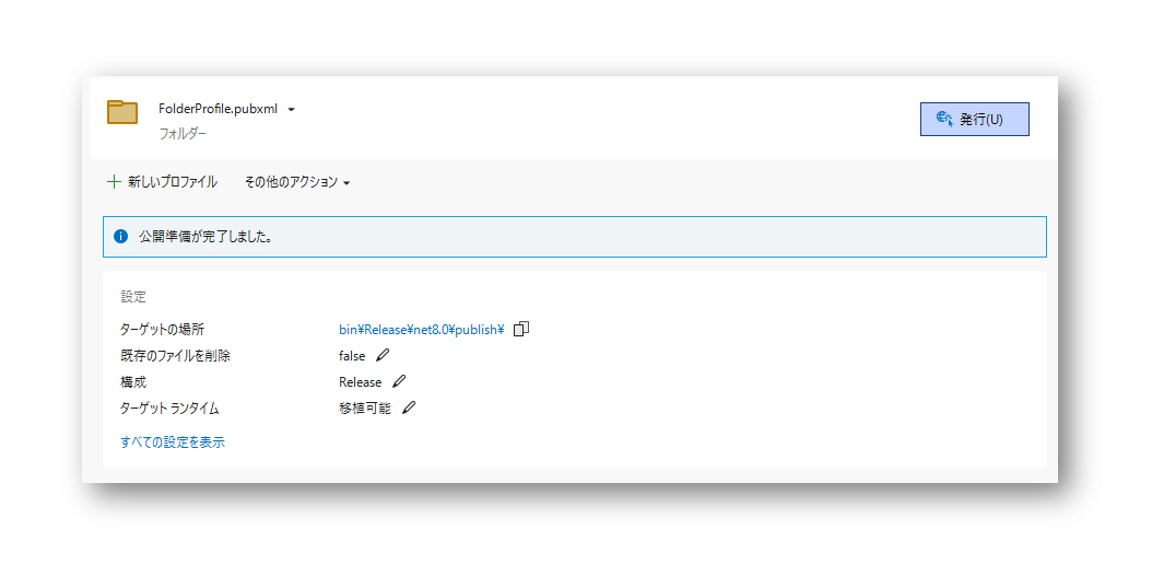 FolderProfile.pubxml
フォルダー
発行(U)
新しいプロファイル その他のアクション
公開準備が完了しました。
設定
ターゲットの場所 bin¥Release¥net8.0¥publish¥
既存のファイルを削除 false
構成 Release
ターゲット ランタイム 移植可能
すべての設定を表示